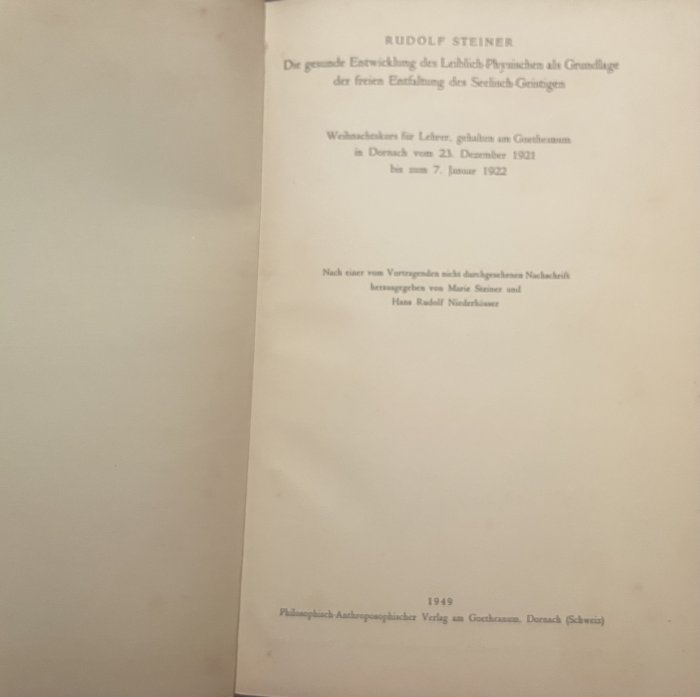 RUDOLF STEINER
Die gesunde Entwicklung des Leiblich-Physischen als Grundlage
der freien Entfaltung des Seelisch-Geistigen
Weihnachtskurs für Lehrer, gehalten am Goetheanum
in Dornach vom 23. Dezember 1921
bis zum 7. Januar 1922
Nach einer vom Vortragenden nicht durchgesehenen Nachschrift
herausgegeben von Marie Steiner und
Hans Rudolf Niederhäuser
1949
Philosophisch-Anthroposophischer Verlag am Goetheanum, Dornach (Schweiz)